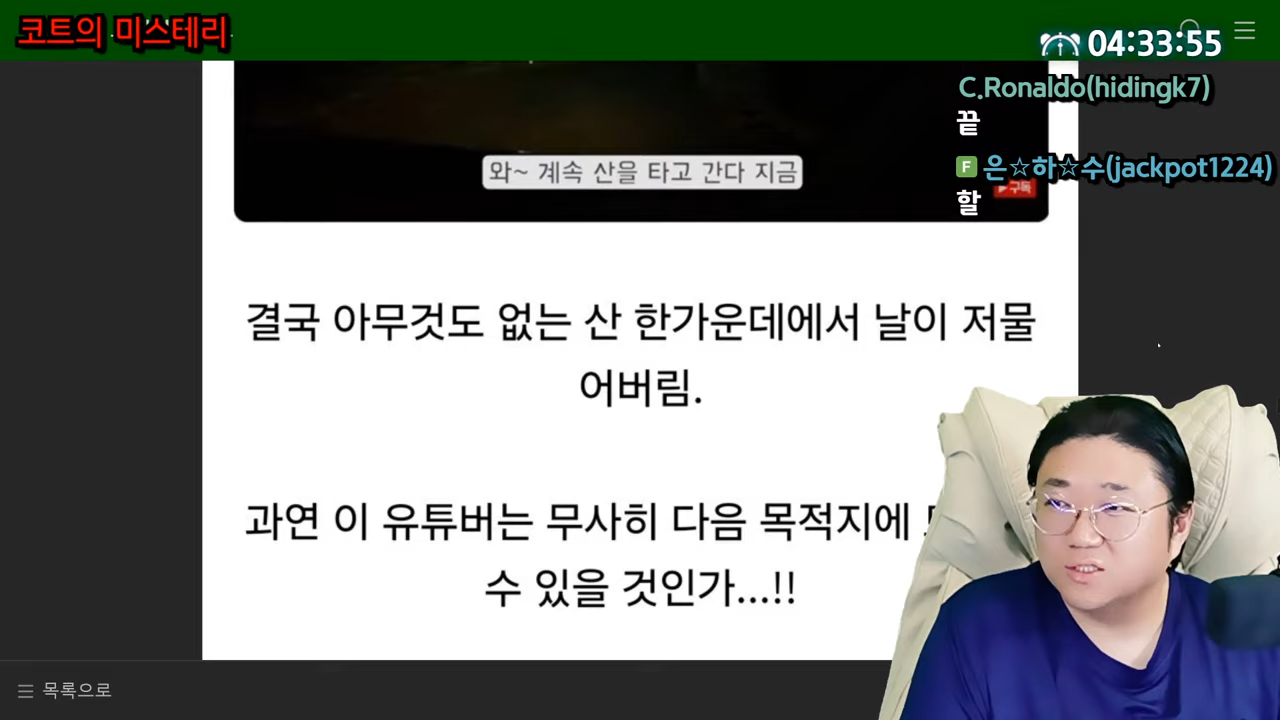 코트의 미스테리
04:33:55
C.Ronaldo(hidingk7)
끝
F 은☆하☆수(jackpot1224)
할
구독
와~ 계속 산을 타고 간다 지금
결국 아무것도 없는 산 한가운데에서 날이 저물
어버림.
과연 이 유튜버는 무사히 다음 목적지에
수 있을 것인가...!!
목록으로